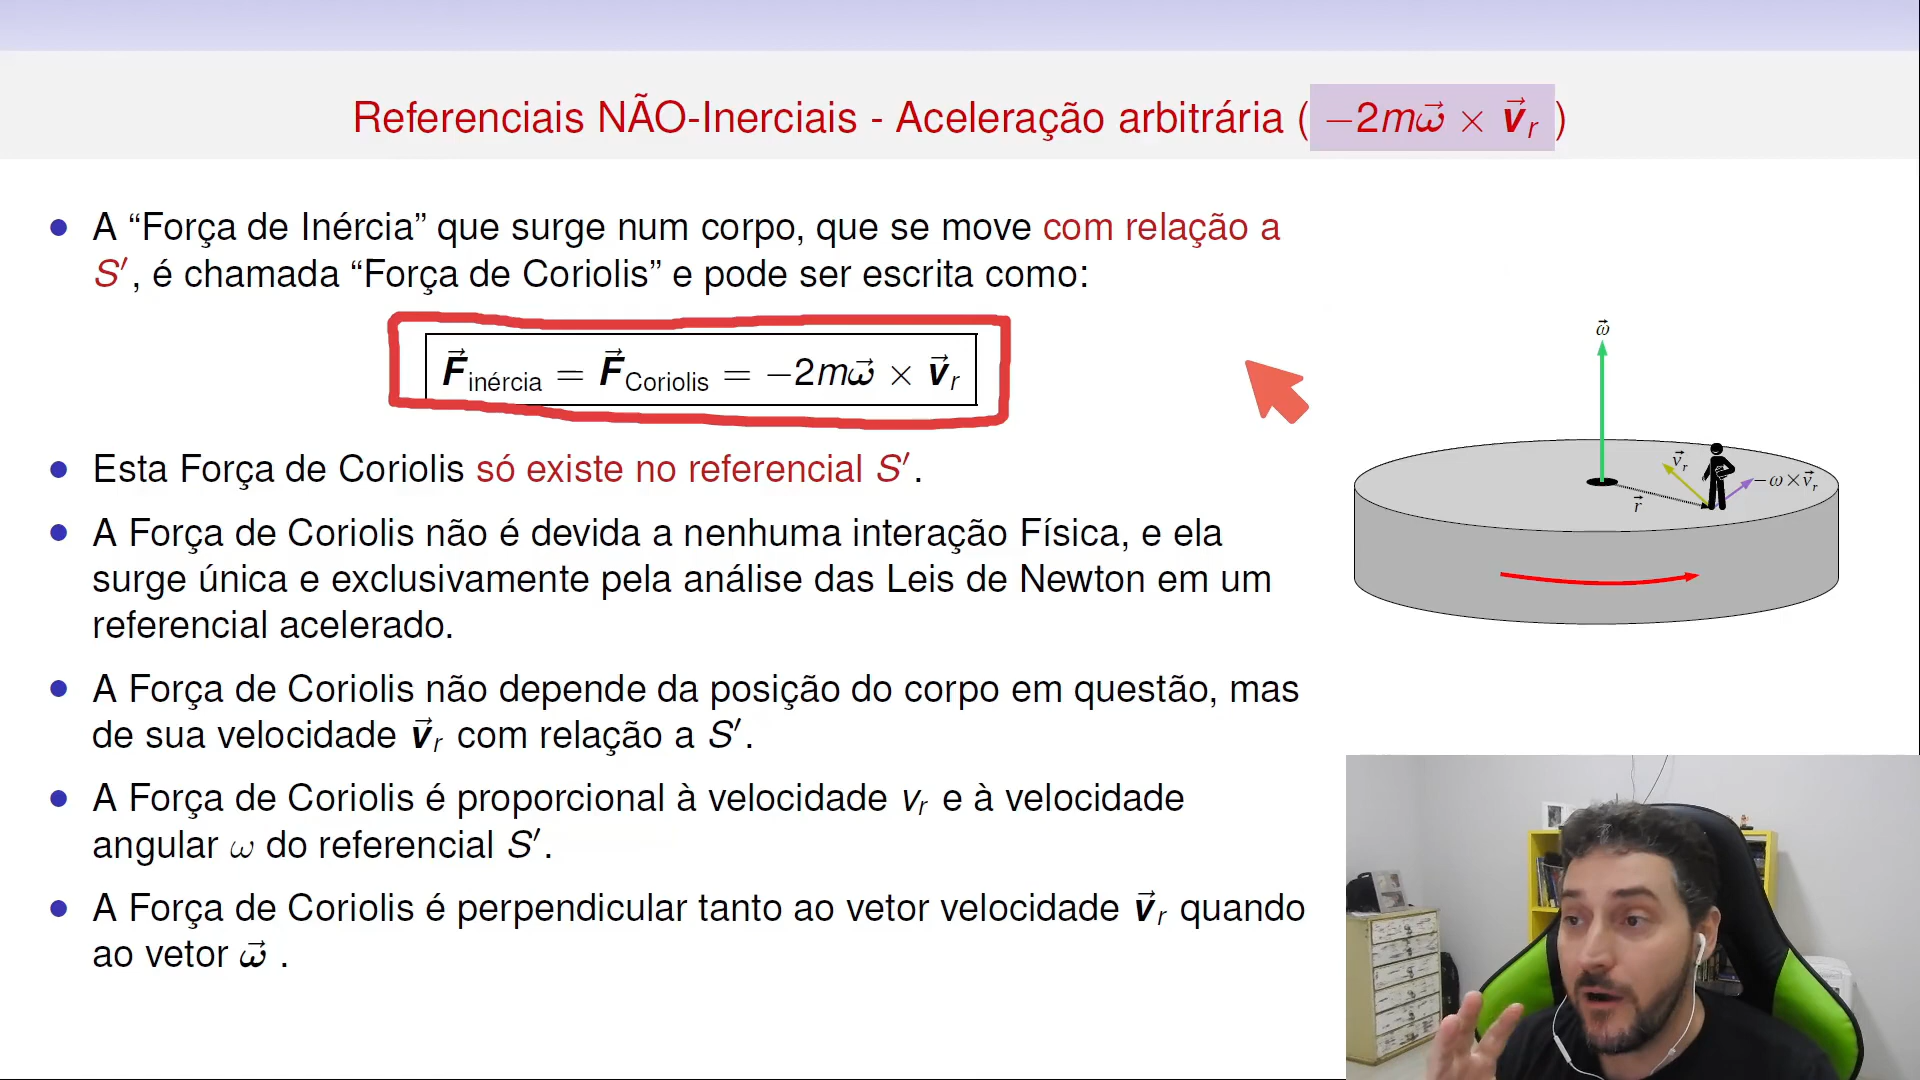 Referenciais NÃO-Inerciais - Aceleração arbitrária ( −2mω⃗ × v⃗ᵣ )
• A “Força de Inércia” que surge num corpo, que se move com relação a
S′, é chamada “Força de Coriolis” e pode ser escrita como:
F⃗inércia = F⃗Coriolis = −2mω⃗ × v⃗ᵣ
• Esta Força de Coriolis só existe no referencial S′.
• A Força de Coriolis não é devida a nenhuma interação Física, e ela
surge única e exclusivamente pela análise das Leis de Newton em um
referencial acelerado.
• A Força de Coriolis não depende da posição do corpo em questão, mas
de sua velocidade v⃗ᵣ com relação a S′.
• A Força de Coriolis é proporcional à velocidade vᵣ e à velocidade
angular ω do referencial S′.
• A Força de Coriolis é perpendicular tanto ao vetor velocidade v⃗ᵣ quando
ao vetor ω⃗ .
ω⃗
v⃗ᵣ
−ω×v⃗ᵣ
r⃗